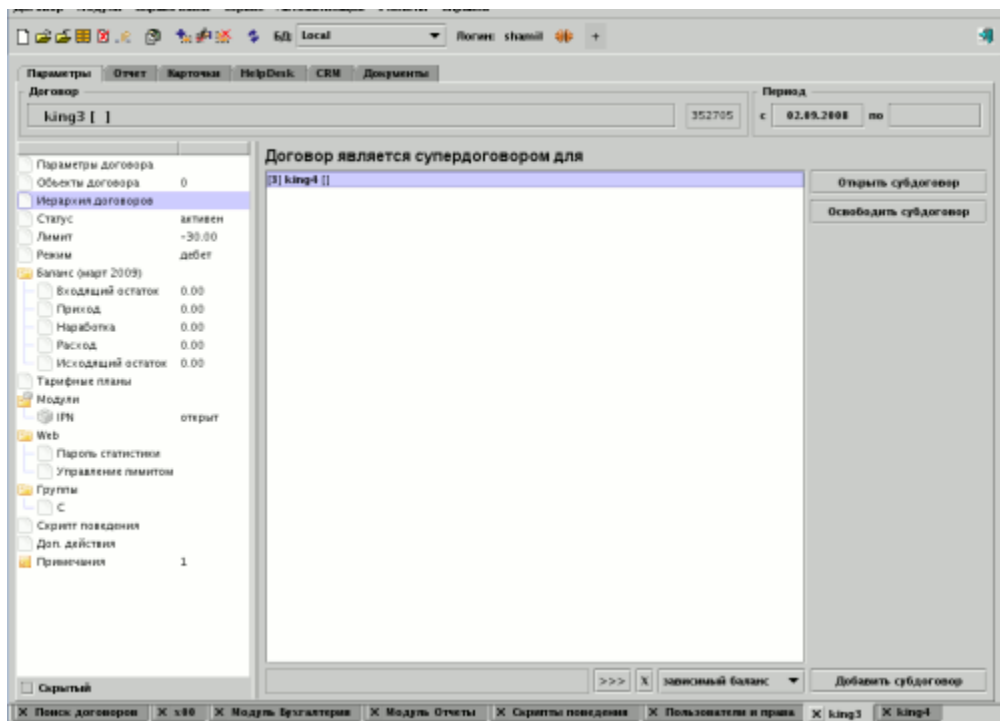 БД: Local Логин: shamil +
Параметры Отчет Карточки HelpDesk CRM Документы
Договор
king3 [ ] 352705
Период
с 02.09.2008 по
Параметры договора
Объекты договора 0
Иерархия договоров
Статус активен
Лимит -30.00
Режим дебет
Баланс (март 2009)
Входящий остаток 0.00
Приход 0.00
Наработка 0.00
Расход 0.00
Исходящий остаток 0.00
Тарифные планы
Модули
IPN открыт
Web
Пароль статистики
Управление лимитом
Группы
C
Скрипт поведения
Доп. действия
Примечания 1
Скрытый
Договор является супердоговором для
[3] king4 []
Открыть субдоговор
Освободить субдоговор
>>> X зависимый баланс Добавить субдоговор
X Поиск договоров X x80 X Модуль Бухгалтерия X Модуль Отчеты X Скрипты поведения X Пользователи и права X king3 X king4